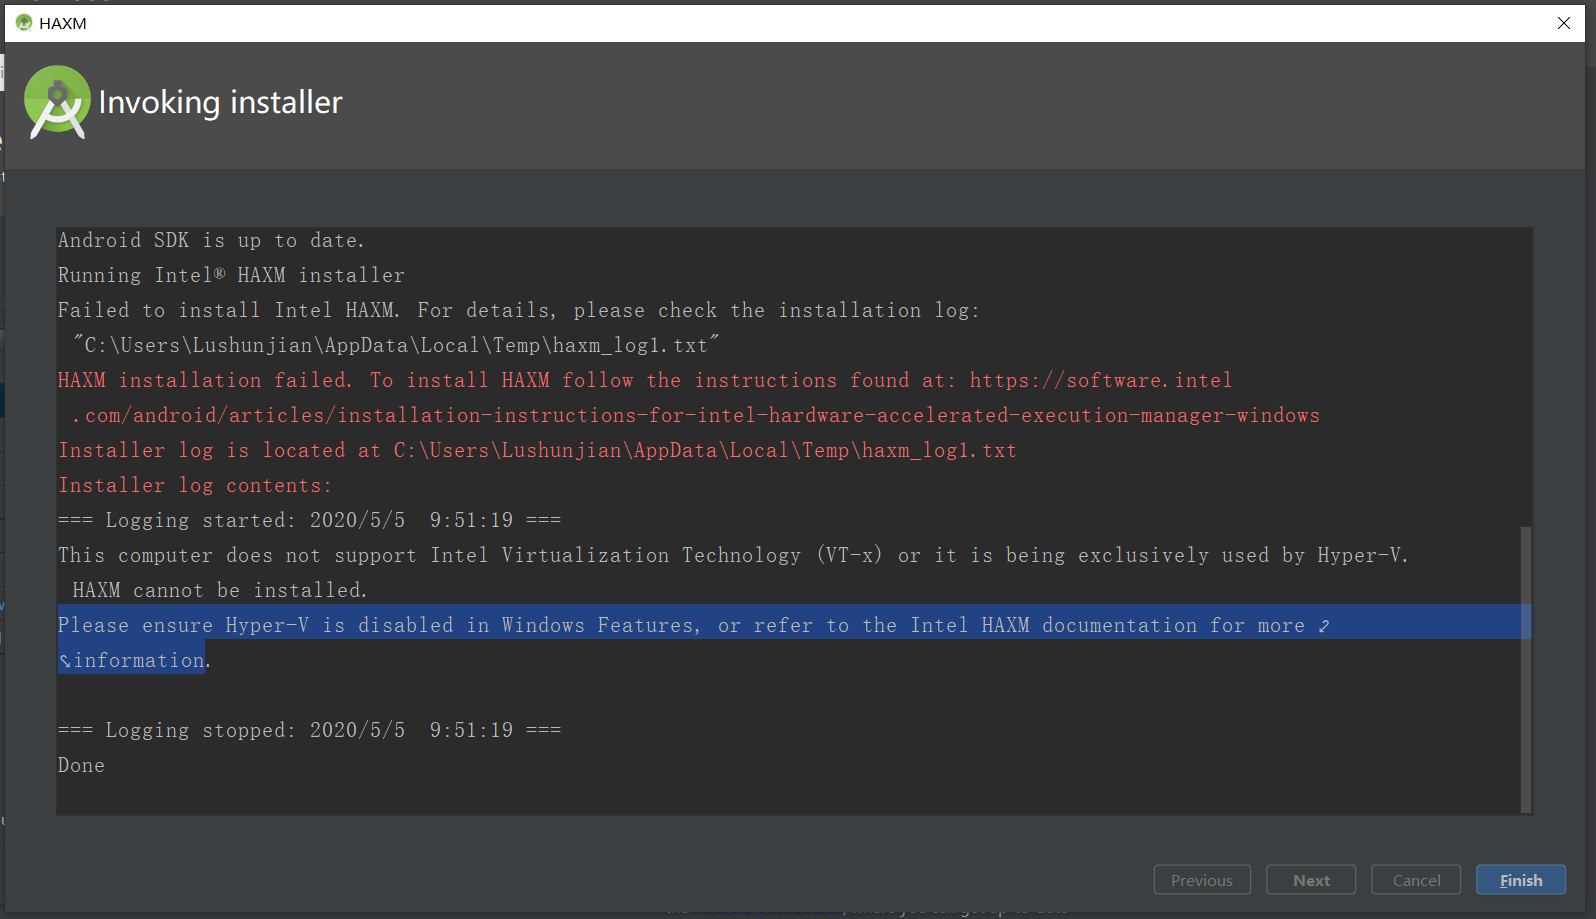 HAXM
Invoking installer
Android SDK is up to date.
Running Intel® HAXM installer
Failed to install Intel HAXM. For details, please check the installation log:
"C:\Users\Lushunjian\AppData\Local\Temp\haxm_log1.txt"
HAXM installation failed. To install HAXM follow the instructions found at: https://software.intel
.com/android/articles/installation-instructions-for-intel-hardware-accelerated-execution-manager-windows
Installer log is located at C:\Users\Lushunjian\AppData\Local\Temp\haxm_log1.txt
Installer log contents:
=== Logging started: 2020/5/5  9:51:19 ===
This computer does not support Intel Virtualization Technology (VT-x) or it is being exclusively used by Hyper-V.
HAXM cannot be installed.
Please ensure Hyper-V is disabled in Windows Features, or refer to the Intel HAXM documentation for more
information.
=== Logging stopped: 2020/5/5  9:51:19 ===
Done
Previous Next Cancel Finish